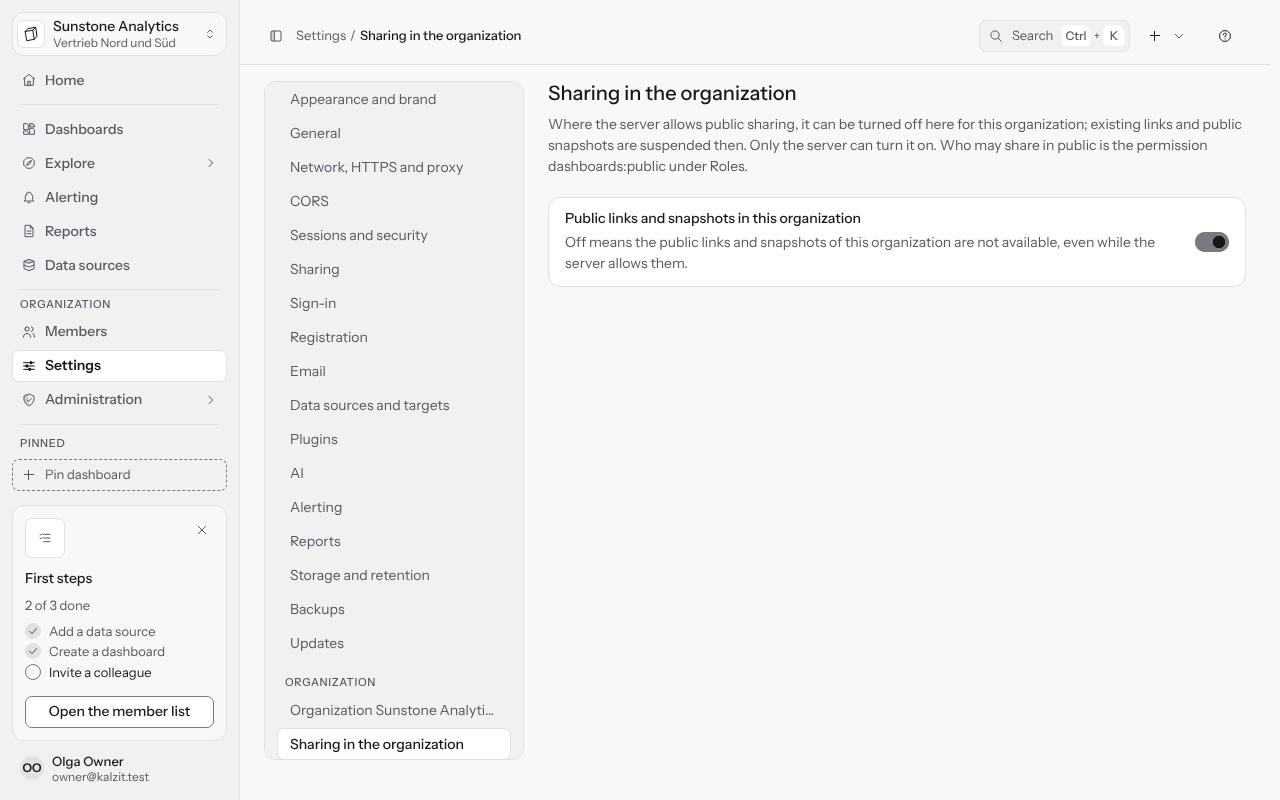 Sunstone Analytics
Vertrieb Nord und Süd
Home
Dashboards
Explore
Alerting
Reports
Data sources
ORGANIZATION
Members
Settings
Administration
PINNED
Pin dashboard
First steps
2 of 3 done
Add a data source
Create a dashboard
Invite a colleague
Open the member list
OO
Olga Owner
owner@kalzit.test
Settings / Sharing in the organization
Search Ctrl + K
Appearance and brand
General
Network, HTTPS and proxy
CORS
Sessions and security
Sharing
Sign-in
Registration
Email
Data sources and targets
Plugins
AI
Alerting
Reports
Storage and retention
Backups
Updates
ORGANIZATION
Organization Sunstone Analyti...
Sharing in the organization
Sharing in the organization
Where the server allows public sharing, it can be turned off here for this organization; existing links and public
snapshots are suspended then. Only the server can turn it on. Who may share in public is the permission
dashboards:public under Roles.
Public links and snapshots in this organization
Off means the public links and snapshots of this organization are not available, even while the
server allows them.